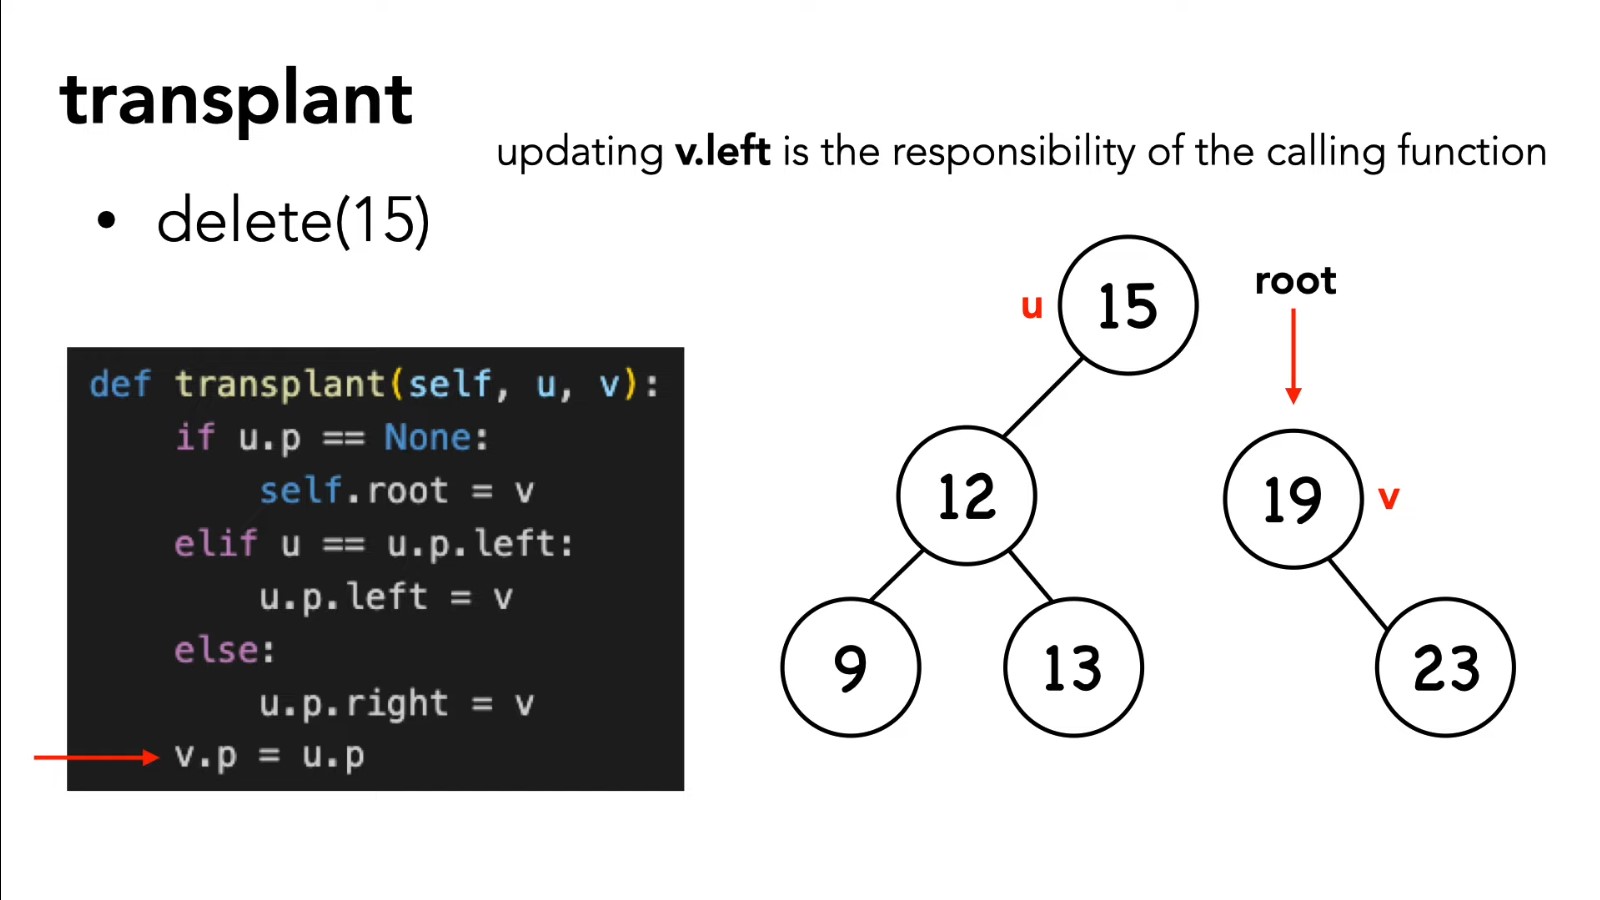 transplant
updating v.left is the responsibility of the calling function
• delete(15)
def transplant(self, u, v):
    if u.p == None:
        self.root = v
    elif u == u.p.left:
        u.p.left = v
    else:
        u.p.right = v
    v.p = u.p
root
u 15
12
19 v
9
13
23